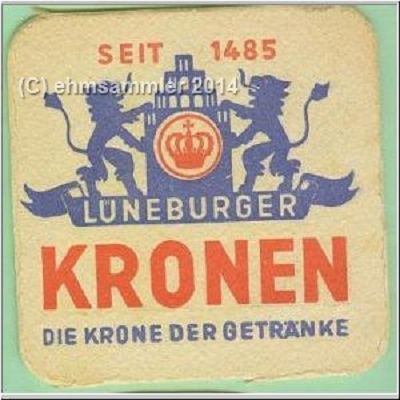 SEIT 1485
(C) ehmsammler 2014
LÜNEBURGER
KRONEN
DIE KRONE DER GETRÄNKE